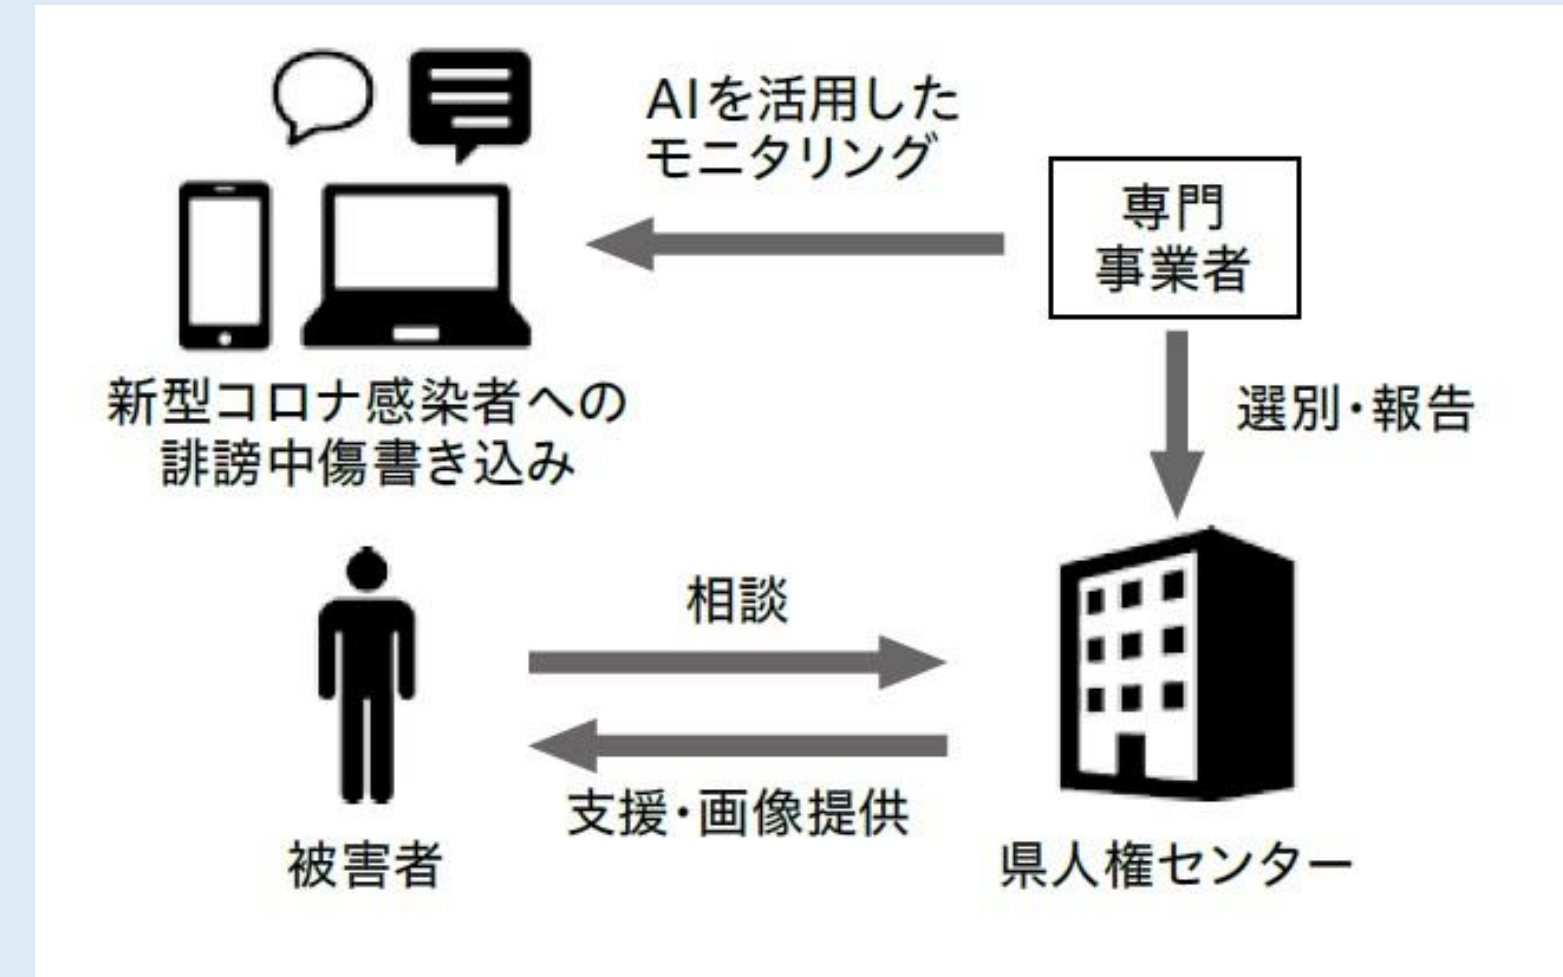 AIを活用した
モニタリング
専門
事業者
新型コロナ感染者への
誹謗中傷書き込み
選別・報告
相談
支援・画像提供
被害者
県人権センター